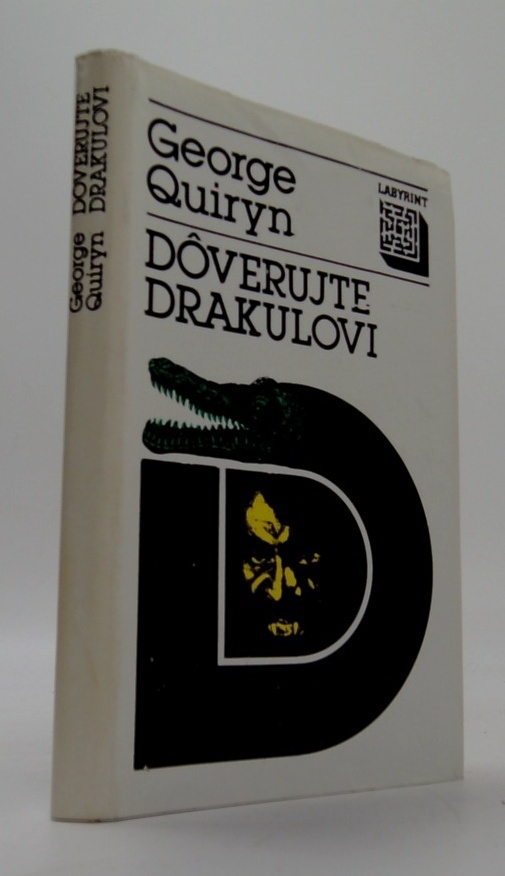 George Quiryn DÔVERUJTE DRAKULOVI
George
Quiryn
LABYRINT
DÔVERUJTE
DRAKULOVI
D